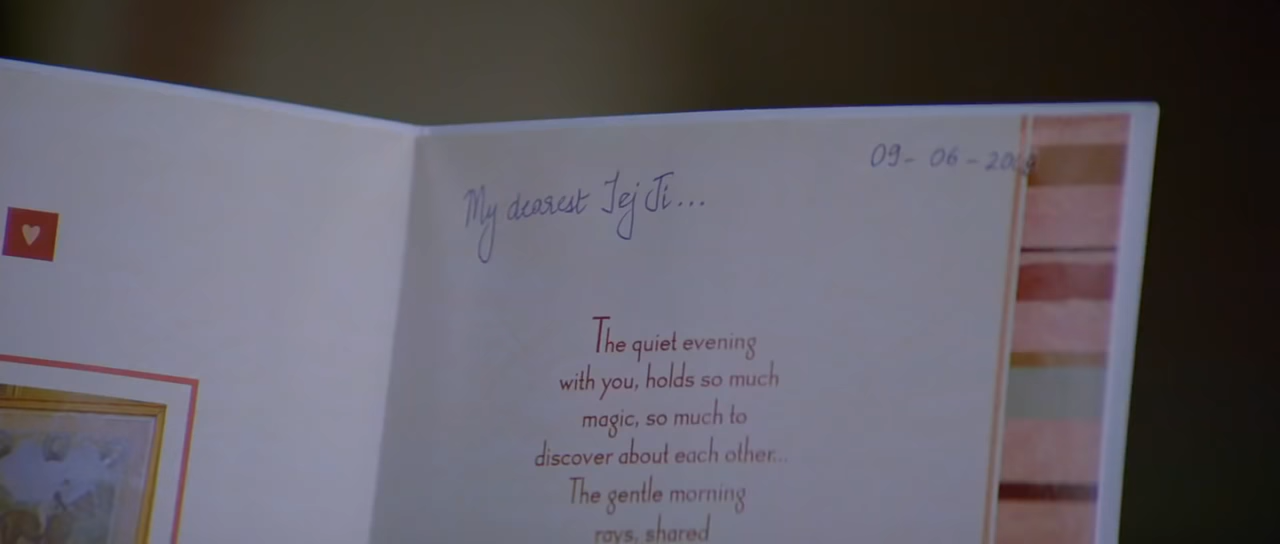 09- 06 - 2009
My dearest Tej Ji...
The quiet evening
with you, holds so much
magic, so much to
discover about each other...
The gentle morning
rays, shared